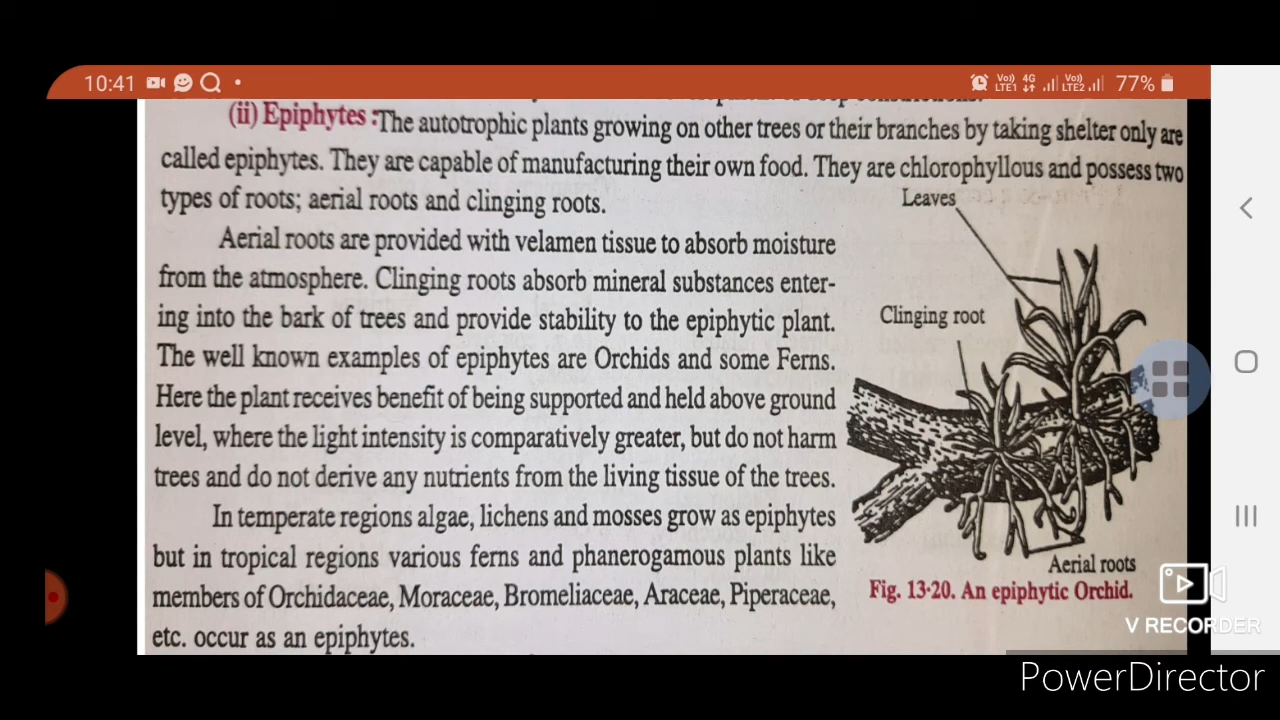 10:41
77%
(ii) Epiphytes : The autotrophic plants growing on other trees or their branches by taking shelter only are
called epiphytes. They are capable of manufacturing their own food. They are chlorophyllous and possess two
types of roots; aerial roots and clinging roots.
Leaves
Aerial roots are provided with velamen tissue to absorb moisture
from the atmosphere. Clinging roots absorb mineral substances enter-
ing into the bark of trees and provide stability to the epiphytic plant.
Clinging root
The well known examples of epiphytes are Orchids and some Ferns.
Here the plant receives benefit of being supported and held above ground
level, where the light intensity is comparatively greater, but do not harm
trees and do not derive any nutrients from the living tissue of the trees.
In temperate regions algae, lichens and mosses grow as epiphytes
but in tropical regions various ferns and phanerogamous plants like
members of Orchidaceae, Moraceae, Bromeliaceae, Araceae, Piperaceae,
etc. occur as an epiphytes.
Aerial roots
Fig. 13·20. An epiphytic Orchid.
V RECORDER
PowerDirector